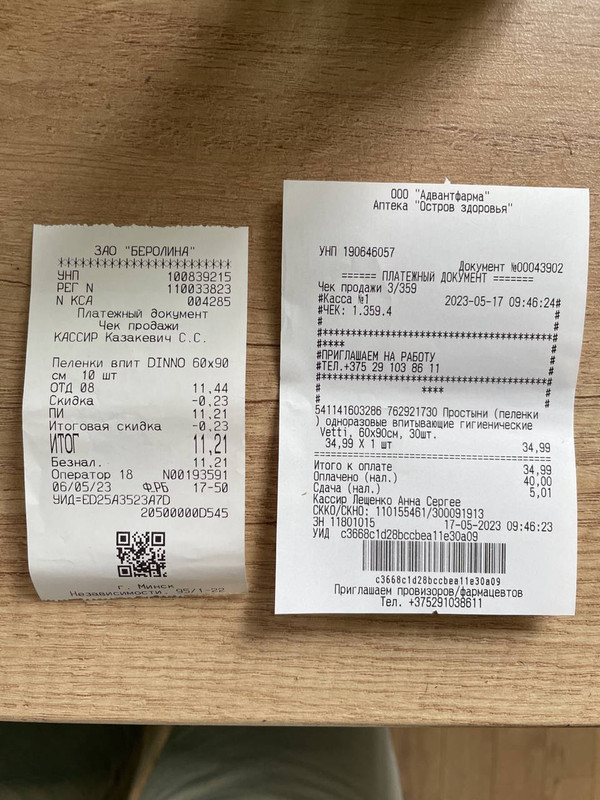 ЗАО "БЕРОЛИНА"
************************
УНП 100839215
РЕГ N 110033823
N КСА 004285
Платежный документ
Чек продажи
КАССИР Казакевич С.С.
Пеленки впит DINNO 60х90
см 10 шт
ОТД 08 11,44
Скидка -0,23
ПИ 11,21
Итоговая скидка -0,23
ИТОГ 11,21
Безнал. 11,21
Оператор 18 N00193591
06/05/23 Ф.РБ 17-50
УИД=ED25A3523A7D
20500000D545
г. Минск
Независимости, 95/1-22
ООО "Адвантфарма"
Аптека "Остров здоровья"
УНП 190646057
Документ №00043902
====== ПЛАТЕЖНЫЙ ДОКУМЕНТ =======
Чек продажи 3/359
#Касса №1 2023-05-17 09:46:24#
#ЧЕК: 1.359.4 #
# #
#************************************
****
#ПРИГЛАШАЕМ НА РАБОТУ #
#ТЕЛ.+375 29 103 86 11 #
#************************************
****
# #
541141603286 762921730 Простыни (пеленки
) одноразовые впитывающие гигиенические
Vetti, 60х90см, 30шт.
34,99 X 1 шт 34,99
========================================
Итого к оплате 34,99
Оплачено (нал.) 40,00
Сдача (нал.) 5,01
Кассир Лещенко Анна Сергее
СККО/СКНО: 110155461/300091913
ЗН 11801015 17-05-2023 09:46:23
УИД c3668c1d28bccbea11e30a09
c3668c1d28bccbea11e30a09
Приглашаем провизоров/фармацевтов
Тел. +375291038611